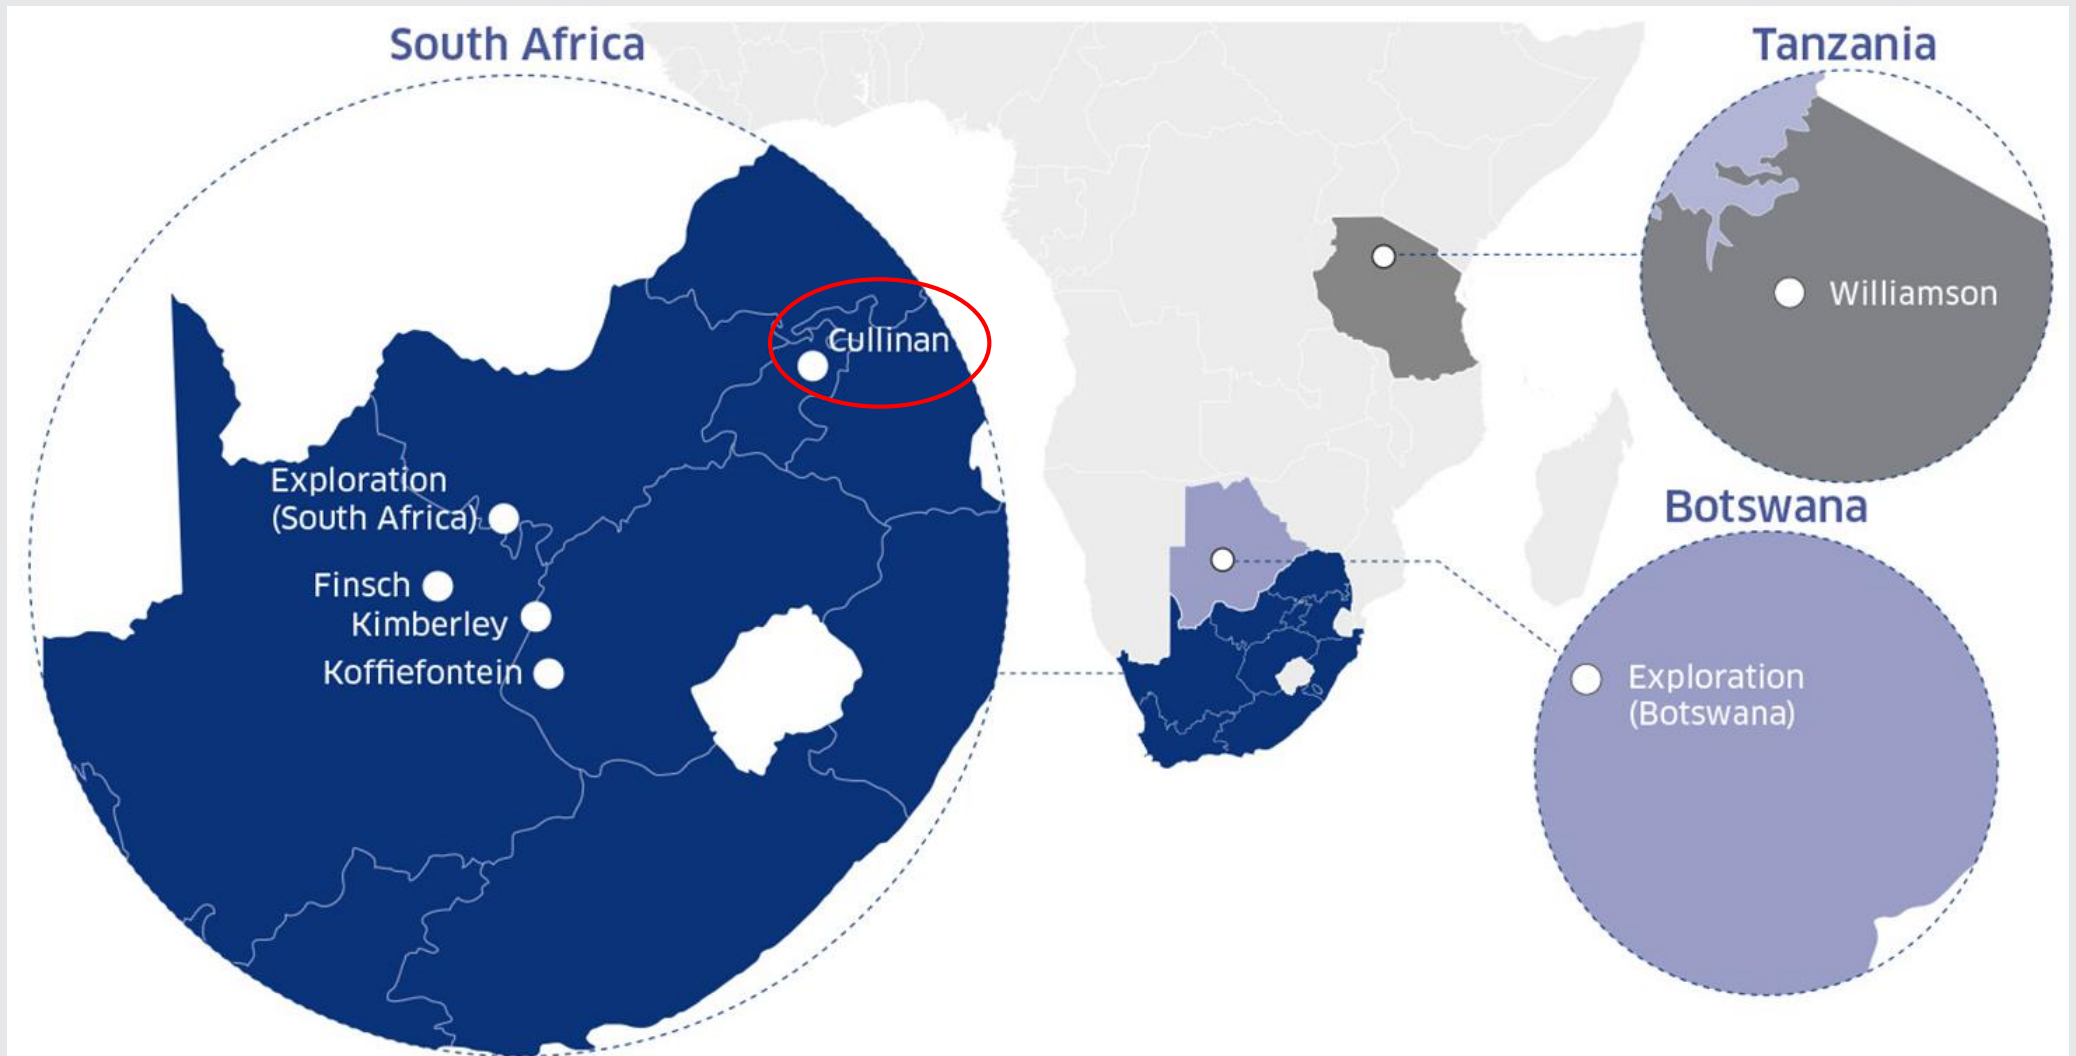 South Africa
Cullinan
Exploration
(South Africa)
Finsch
Kimberley
Koffiefontein
Tanzania
Williamson
Botswana
Exploration
(Botswana)